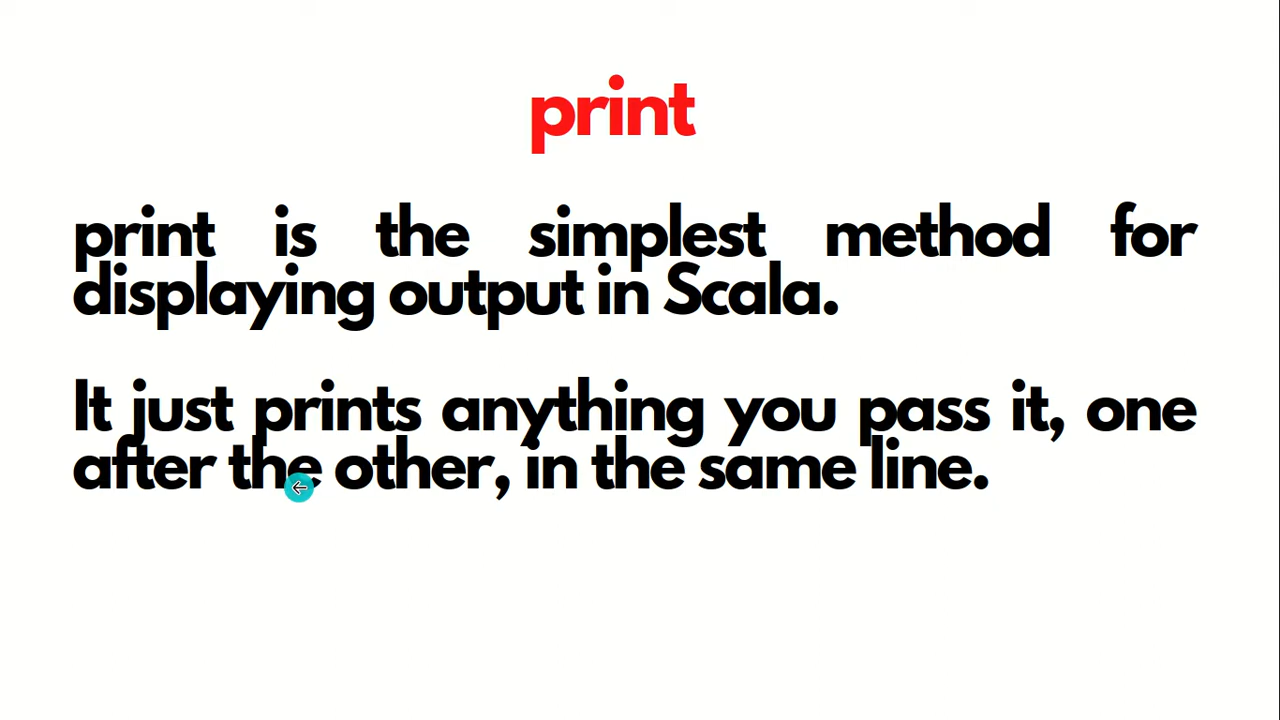 print
print is the simplest method for
displaying output in Scala.
It just prints anything you pass it, one
after the other, in the same line.